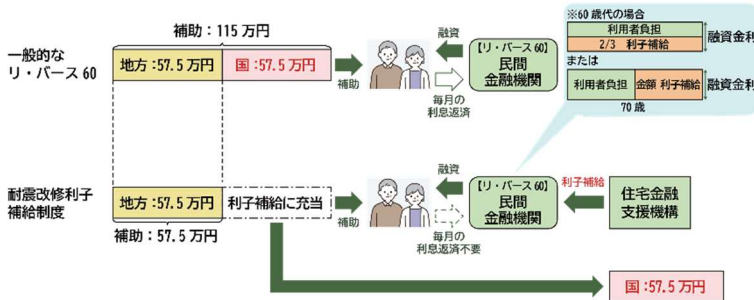 補助：115万円
一般的な
リ・バース60
地方：57.5万円
国：57.5万円
補助
融資
毎月の
利息返済
【リ・バース60】
民間
金融機関
※60歳代の場合
利用者負担
2/3 利子補給
融資金利
または
利用者負担
金額 利子補給
融資金利
70歳
耐震改修利子
補給制度
地方：57.5万円
利子補給に充当
補助：57.5万円
補助
融資
毎月の
利息返済不要
【リ・バース60】
民間
金融機関
利子補給
住宅金融
支援機構
国：57.5万円